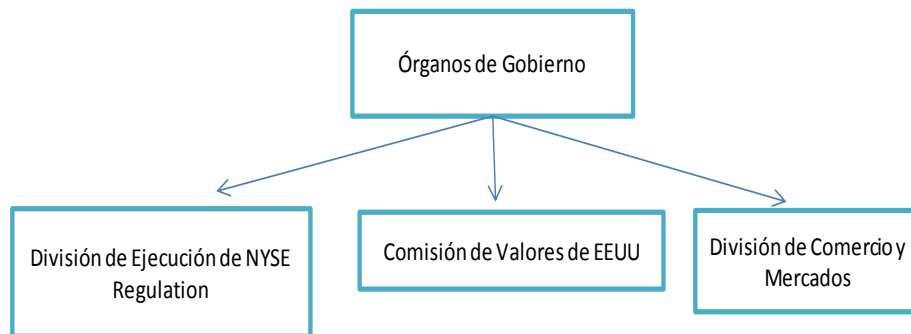 Órganos de Gobierno
División de Ejecución de NYSE
Regulation
Comisión de Valores de EEUU
División de Comercio y
Mercados